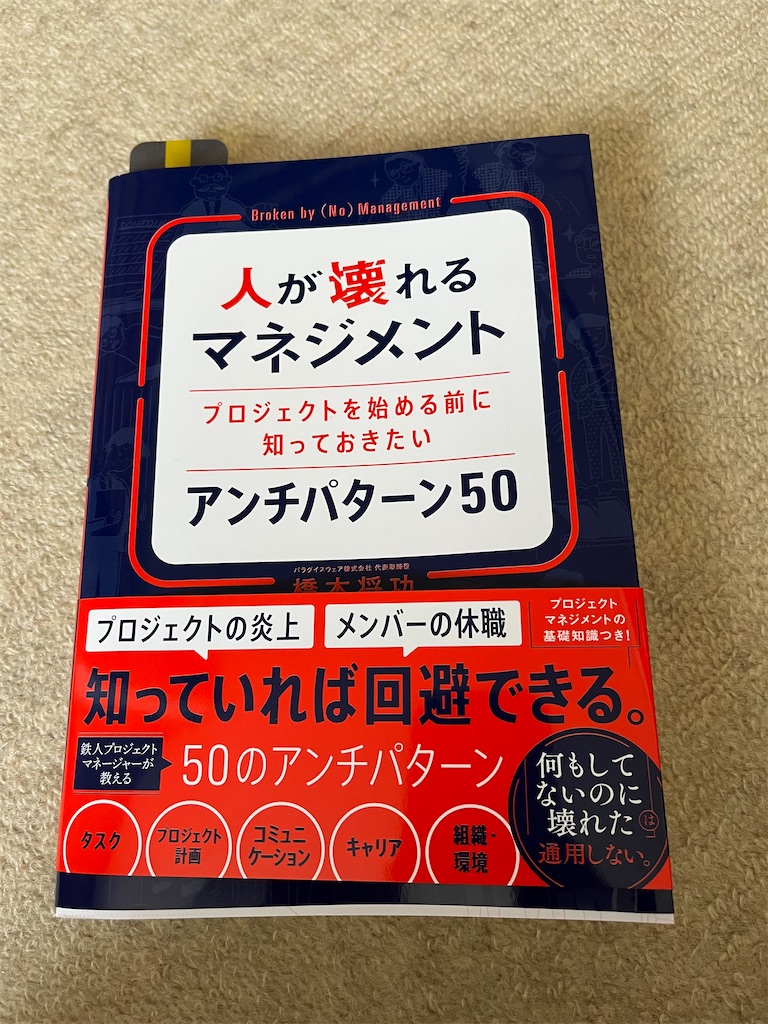 Broken by (No) Management
人が壊れる
マネジメント
プロジェクトを始める前に
知っておきたい
アンチパターン50
パラダイスウェア株式会社 代表取締役
橋本将功
プロジェクトの炎上
メンバーの休職
プロジェクト
マネジメントの
基礎知識つき!
知っていれば回避できる。
鉄人プロジェクト
マネージャーが
教える
50のアンチパターン
タスク
プロジェクト
計画
コミュニ
ケーション
キャリア
組織・
環境
何もして
ないのに
壊れた は
通用しない。